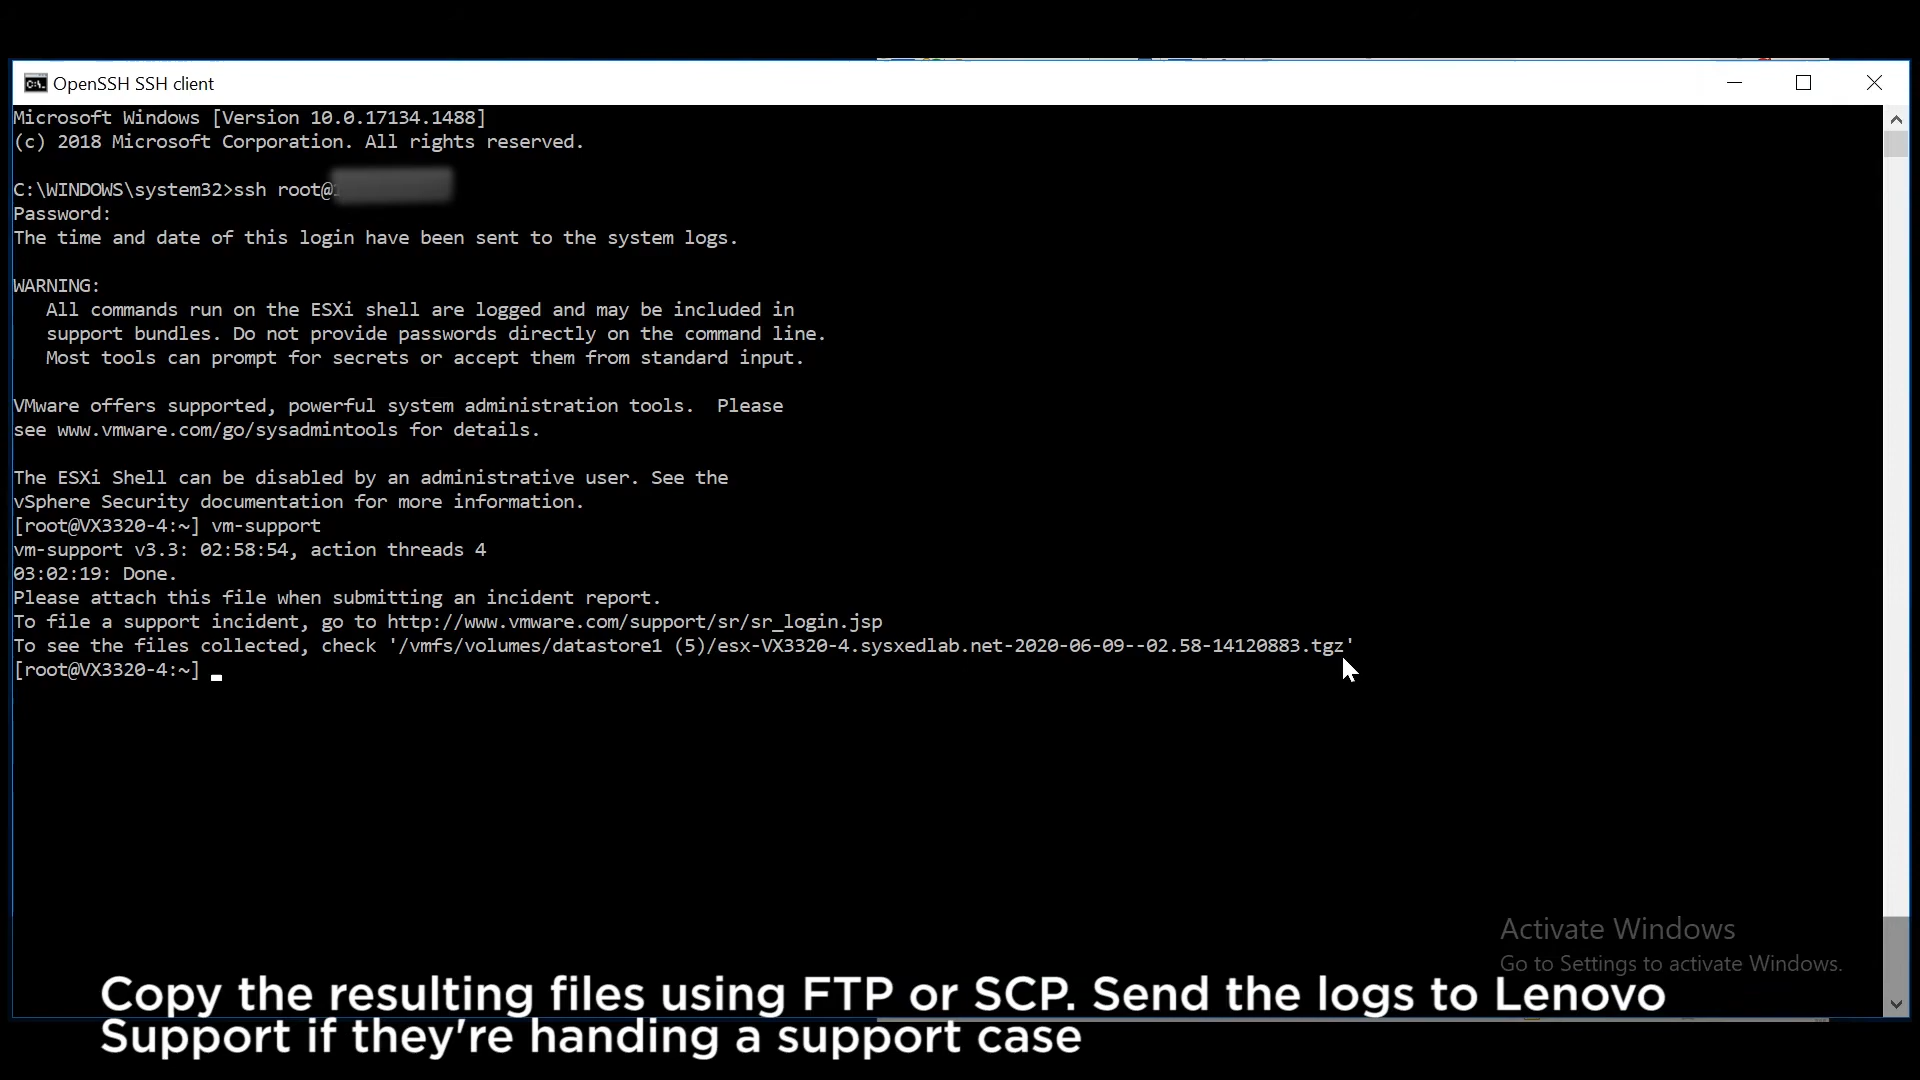 OpenSSH SSH client
Microsoft Windows [Version 10.0.17134.1488]
(c) 2018 Microsoft Corporation. All rights reserved.
C:\WINDOWS\system32>ssh root@
Password:
The time and date of this login have been sent to the system logs.
WARNING:
All commands run on the ESXi shell are logged and may be included in
support bundles. Do not provide passwords directly on the command line.
Most tools can prompt for secrets or accept them from standard input.
VMware offers supported, powerful system administration tools.  Please
see www.vmware.com/go/sysadmintools for details.
The ESXi Shell can be disabled by an administrative user. See the
vSphere Security documentation for more information.
[root@VX3320-4:~] vm-support
vm-support v3.3: 02:58:54, action threads 4
03:02:19: Done.
Please attach this file when submitting an incident report.
To file a support incident, go to http://www.vmware.com/support/sr/sr_login.jsp
To see the files collected, check '/vmfs/volumes/datastore1 (5)/esx-VX3320-4.sysxedlab.net-2020-06-09--02.58-14120883.tgz'
[root@VX3320-4:~]
Activate Windows
Go to Settings to activate Windows.
Copy the resulting files using FTP or SCP. Send the logs to Lenovo
Support if they're handing a support case